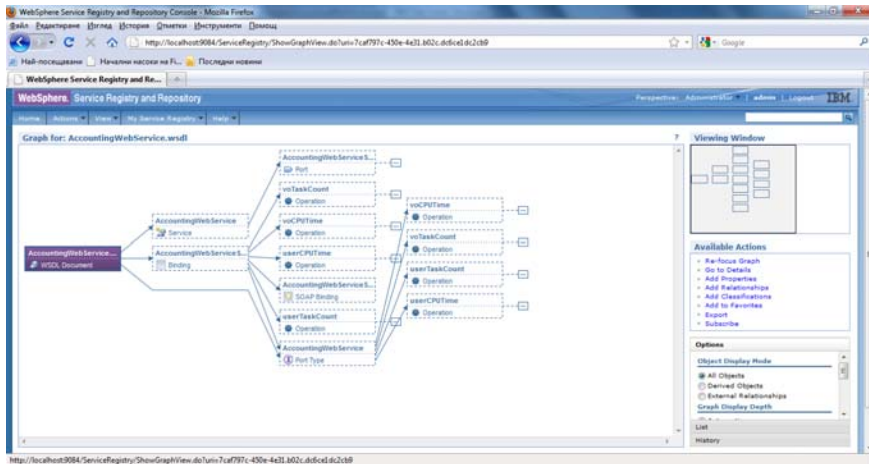 WebSphere Service Registry and Repository Console - Mozilla Firefox
Файл Редактиране Изглед История Отметки Инструменти Помощ
http://localhost:9084/ServiceRegistry/ShowGraphView.do?uri=7caf797c-450e-4e31.b02c.dc6ce1dc2cb9
Google
Най-посещавани Начални насоки на Fi... Последни новини
WebSphere Service Registry and Re...
WebSphere. Service Registry and Repository
Perspective: Administrator admin Logout IBM
Home Actions View My Service Registry Help
Graph for: AccountingWebService.wsdl
?
Viewing Window
AccountingWebService....
WSDL Document
AccountingWebService
Service
AccountingWebServiceS...
Binding
AccountingWebServiceS...
Port
voTaskCount
Operation
voCPUTime
Operation
userCPUTime
Operation
AccountingWebServiceS...
SOAP Binding
userTaskCount
Operation
AccountingWebService
Port Type
voCPUTime
Operation
voTaskCount
Operation
userTaskCount
Operation
userCPUTime
Operation
Available Actions
Re-focus Graph
Go to Details
Add Properties
Add Relationships
Add Classifications
Add to Favorites
Export
Subscribe
Options
Object Display Mode
All Objects
Derived Objects
External Relationships
Graph Display Depth
List
History
http://localhost:9084/ServiceRegistry/ShowGraphView.do?uri=7caf797c-450e-4e31.b02c.dc6ce1dc2cb9